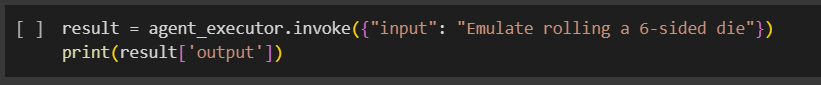 [ ] result = agent_executor.invoke({"input": "Emulate rolling a 6-sided die"})
print(result['output'])